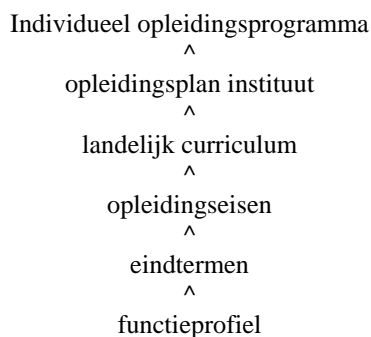 Individueel opleidingsprogramma
^
opleidingsplan instituut
^
landelijk curriculum
^
opleidingseisen
^
eindtermen
^
functieprofiel